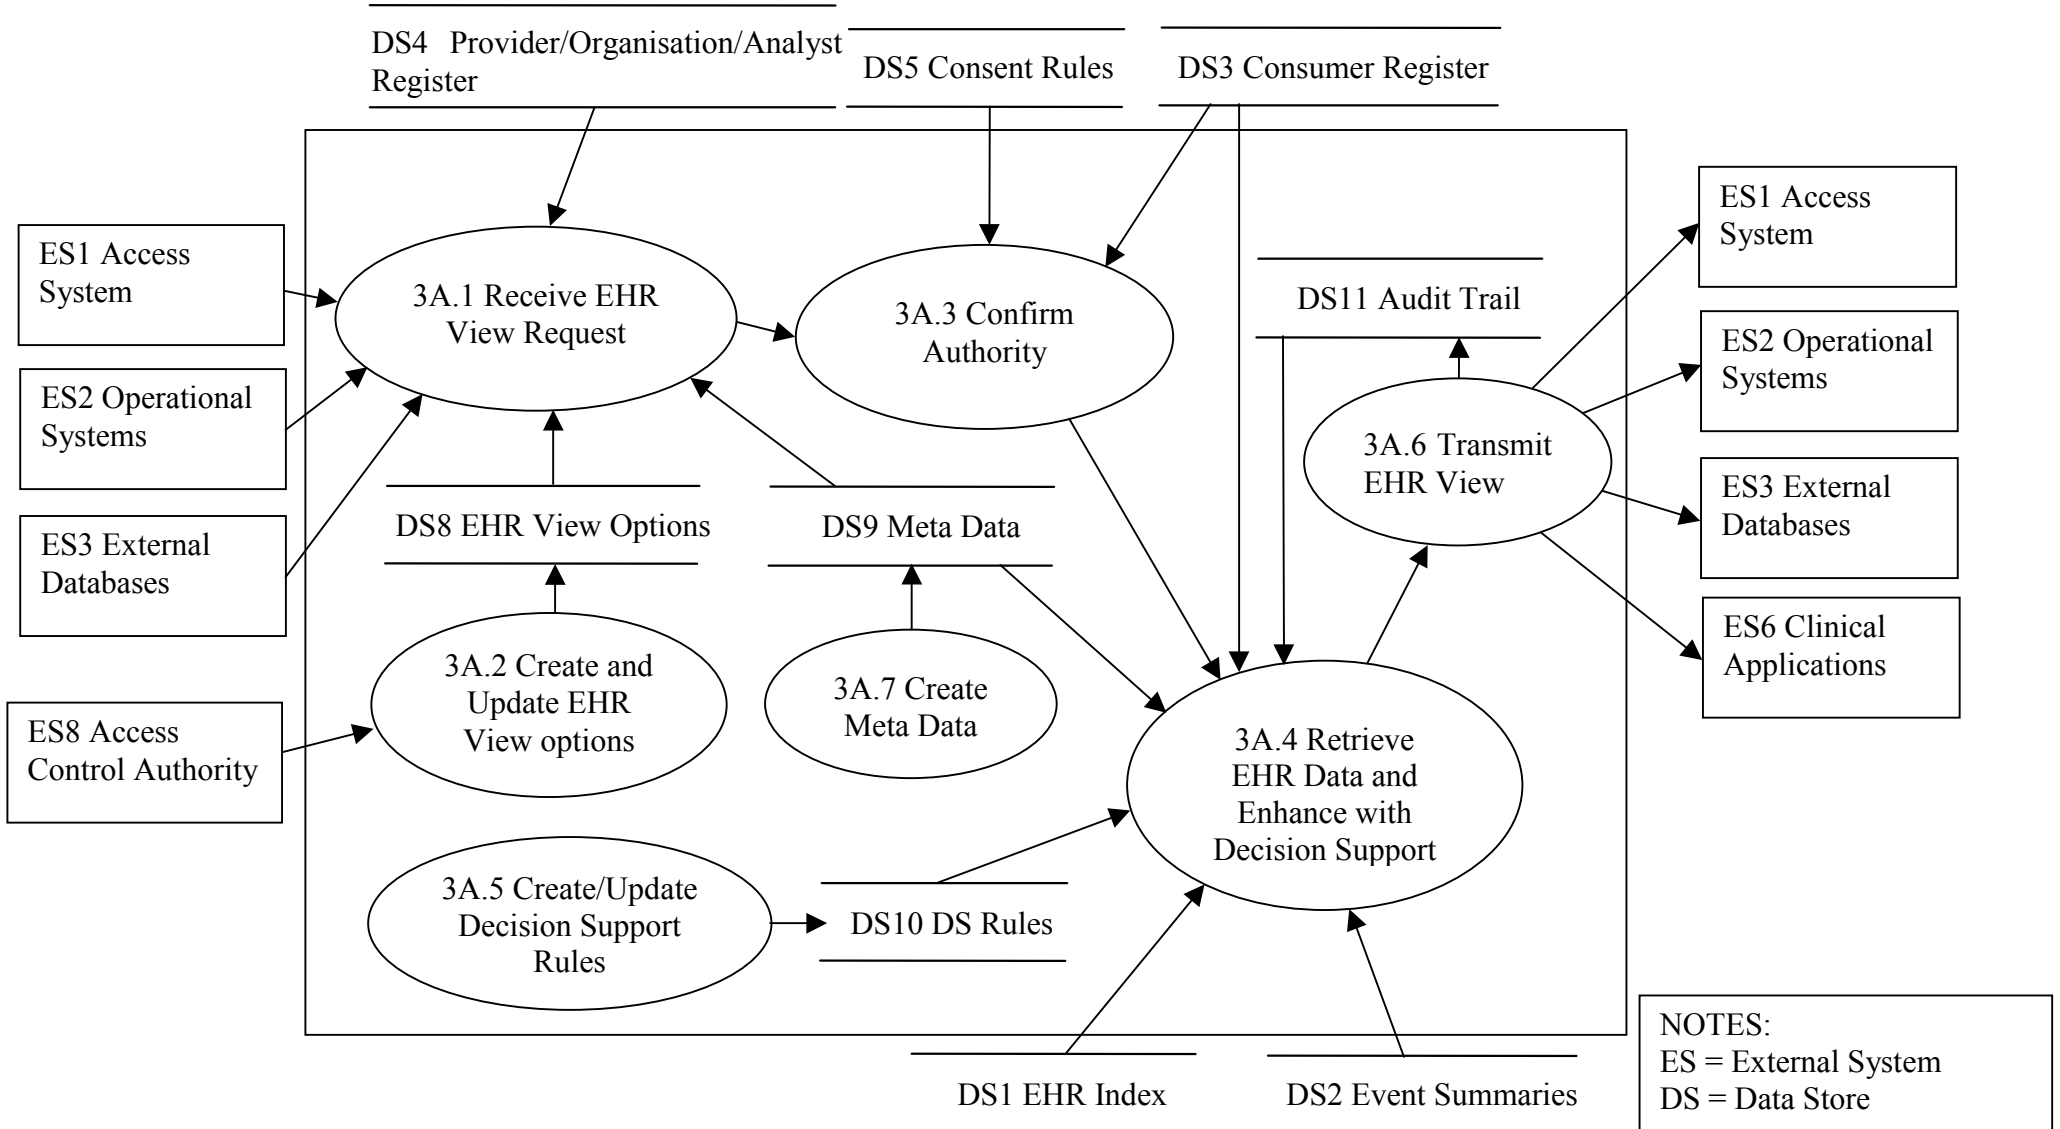 DS4 Provider/Organisation/Analyst
Register
DS5 Consent Rules
DS3 Consumer Register
ES1 Access
System
ES2 Operational
Systems
ES3 External
Databases
ES8 Access
Control Authority
3A.1 Receive EHR
View Request
3A.3 Confirm
Authority
DS11 Audit Trail
3A.6 Transmit
EHR View
DS8 EHR View Options
DS9 Meta Data
3A.2 Create and
Update EHR
View options
3A.7 Create
Meta Data
3A.4 Retrieve
EHR Data and
Enhance with
Decision Support
3A.5 Create/Update
Decision Support
Rules
DS10 DS Rules
DS1 EHR Index
DS2 Event Summaries
ES1 Access
System
ES2 Operational
Systems
ES3 External
Databases
ES6 Clinical
Applications
NOTES:
ES = External System
DS = Data Store